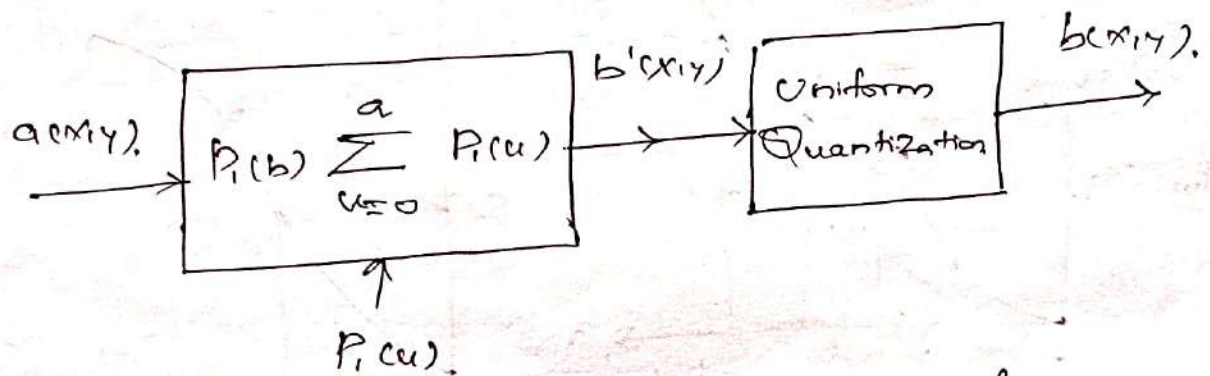 a(x,y).
P₁(b) ∑ P₁(u)
a
u=0
P₁(u).
b'(x,y)
Uniform
Quantization
b(x,y).